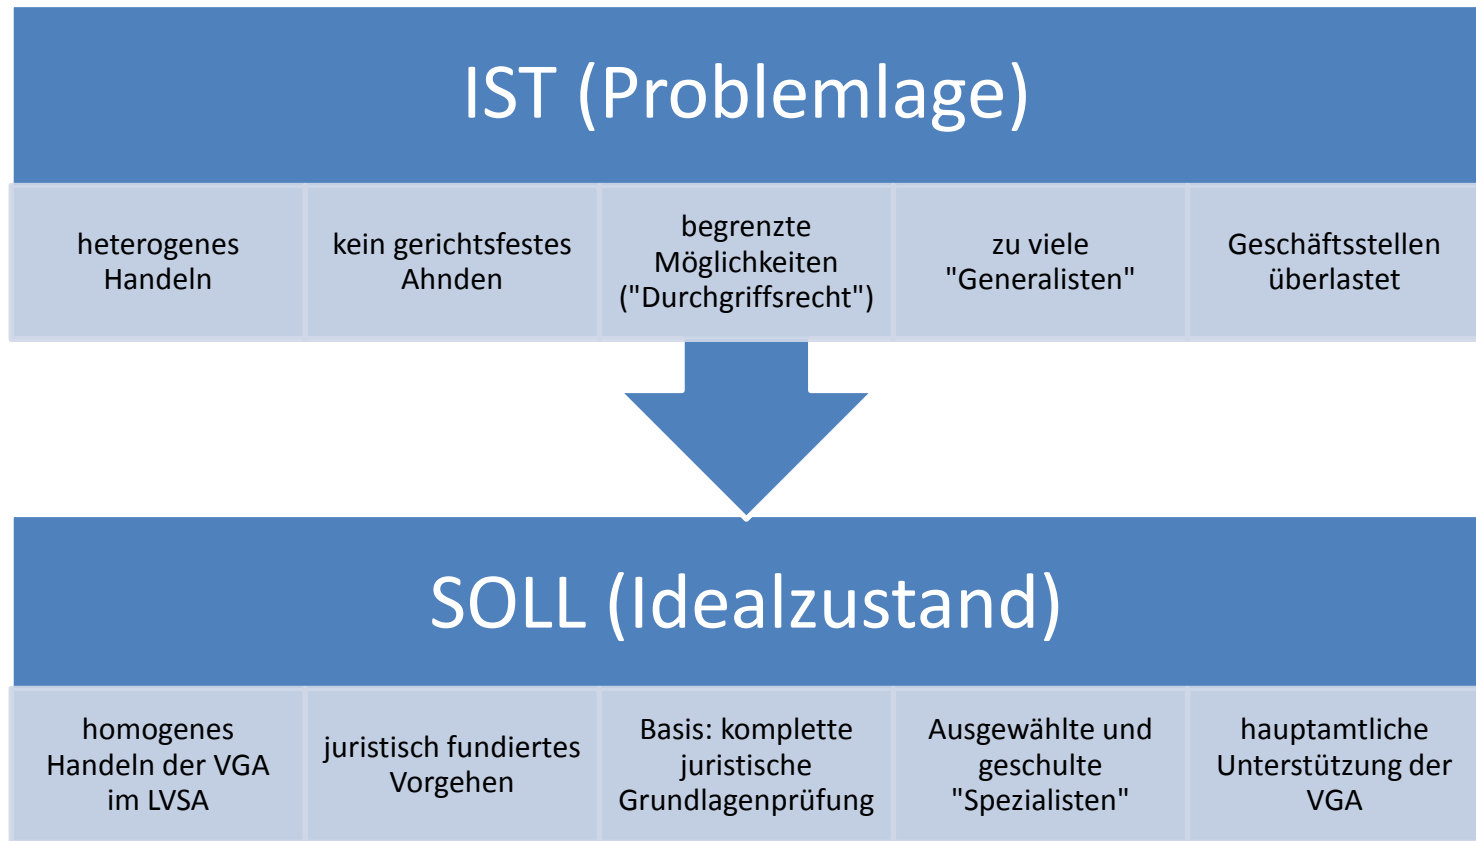 IST (Problemlage)
heterogenes
Handeln
kein gerichtsfestes
Ahnden
begrenzte
Möglichkeiten
("Durchgriffsrecht")
zu viele
"Generalisten"
Geschäftsstellen
überlastet
SOLL (Idealzustand)
homogenes
Handeln der VGA
im LVSA
juristisch fundiertes
Vorgehen
Basis: komplette
juristische
Grundlagenprüfung
Ausgewählte und
geschulte
"Spezialisten"
hauptamtliche
Unterstützung der
VGA